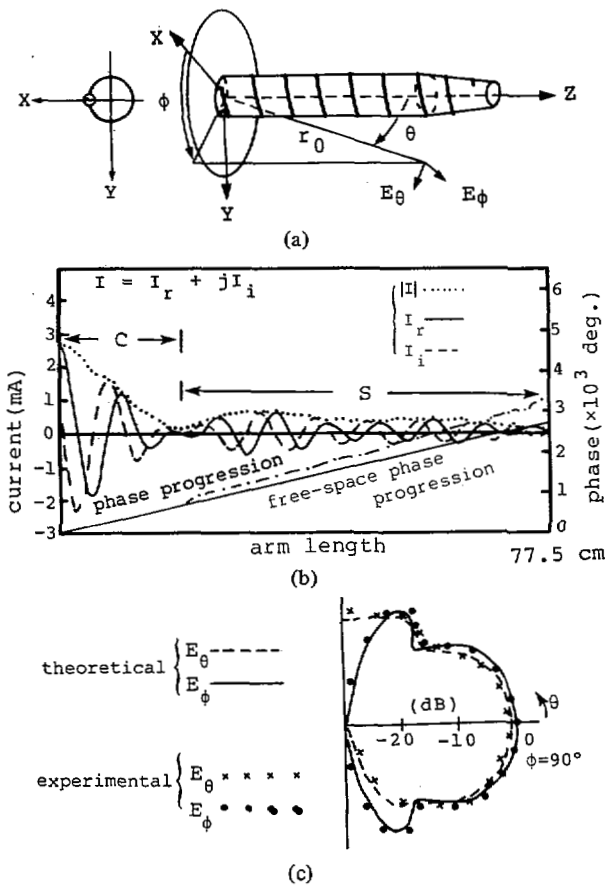 X
X
ϕ
Z
r0
θ
Y
Y
Eθ
Eϕ
(a)
I = Ir + jIi
|I|
Ir
Ii
C
S
4
3
2
1
0
-1
-2
-3
current(mA)
6
5
4
3
2
1
0
phase(×10³ deg.)
phase progression
free-space phase
progression
arm length
77.5 cm
(b)
theoretical
Eθ
Eϕ
experimental
Eθ × × × ×
Eϕ
(dB)
θ
-20
-10
0
ϕ=90°
(c)